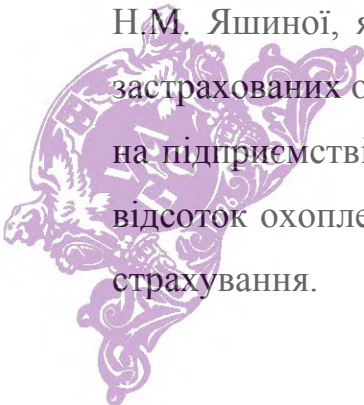 Н.М. Яшиної, я
застрахованих о
на підприємстві
відсоток охопле
страхування.